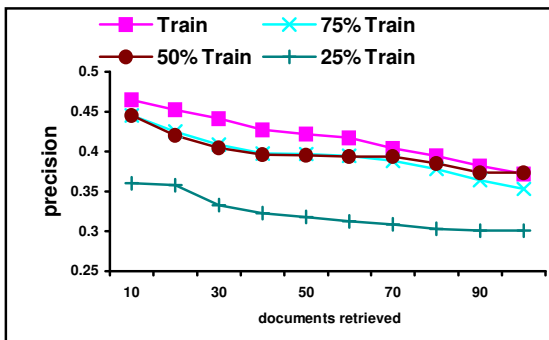 Train 75% Train
50% Train 25% Train
0.5
0.45
0.4
0.35
0.3
0.25
precision
10 30 50 70 90
documents retrieved